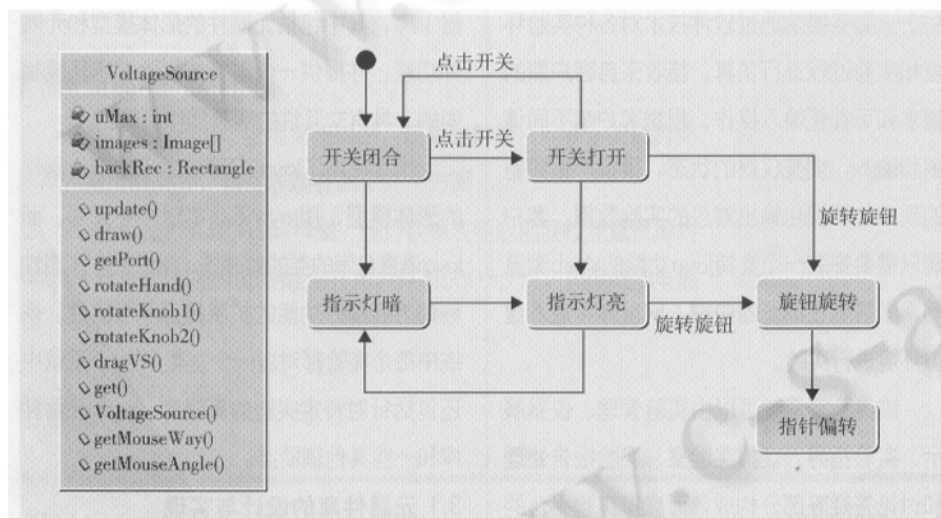 VoltageSource
uMax : int
images : Image[]
backRec : Rectangle
update()
draw()
getPort()
rotateHand()
rotateKnob1()
rotateKnob2()
dragVS()
get()
VoltageSource()
getMouseWay()
getMouseAngle()
点击开关
开关闭合
点击开关
开关打开
旋转旋钮
指示灯暗
指示灯亮
旋转旋钮
旋钮旋转
指针偏转